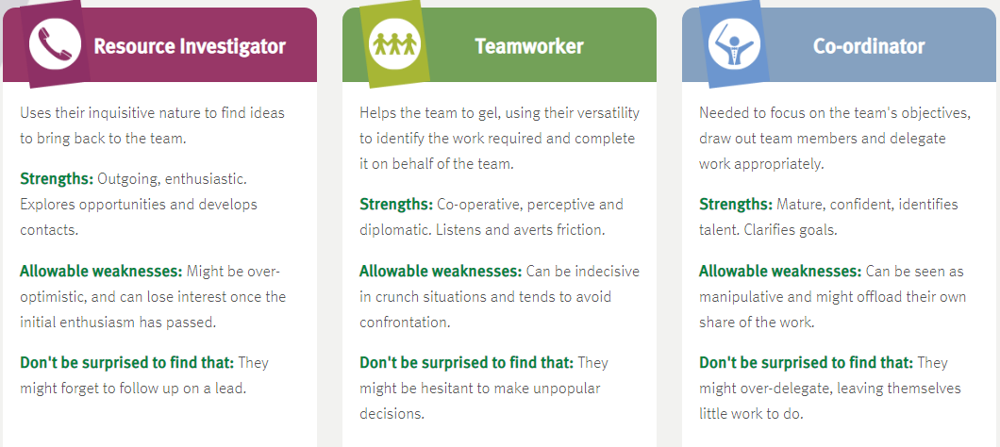 Resource Investigator
Uses their inquisitive nature to find ideas
to bring back to the team.
Strengths: Outgoing, enthusiastic.
Explores opportunities and develops
contacts.
Allowable weaknesses: Might be over-
optimistic, and can lose interest once the
initial enthusiasm has passed.
Don't be surprised to find that: They
might forget to follow up on a lead.
Teamworker
Helps the team to gel, using their versatility
to identify the work required and complete
it on behalf of the team.
Strengths: Co-operative, perceptive and
diplomatic. Listens and averts friction.
Allowable weaknesses: Can be indecisive
in crunch situations and tends to avoid
confrontation.
Don't be surprised to find that: They
might be hesitant to make unpopular
decisions.
Co-ordinator
Needed to focus on the team's objectives,
draw out team members and delegate
work appropriately.
Strengths: Mature, confident, identifies
talent. Clarifies goals.
Allowable weaknesses: Can be seen as
manipulative and might offload their own
share of the work.
Don't be surprised to find that: They
might over-delegate, leaving themselves
little work to do.